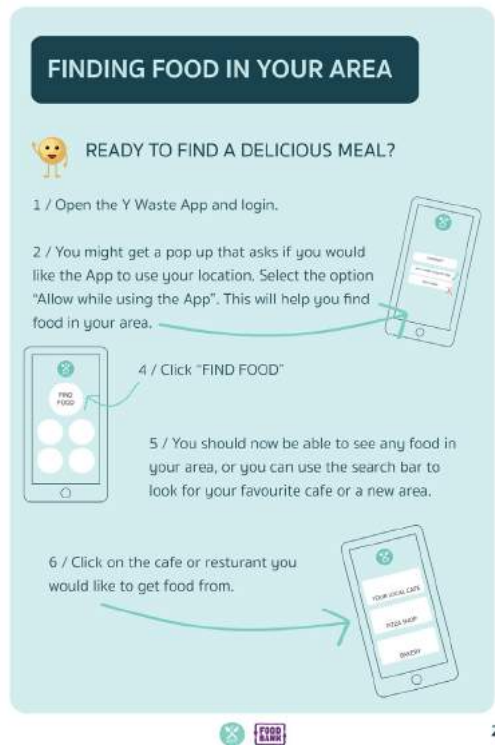 FINDING FOOD IN YOUR AREA
READY TO FIND A DELICIOUS MEAL?
1 / Open the Y Waste App and login.
2 / You might get a pop up that asks if you would
like the App to use your location. Select the option
"Allow while using the App". This will help you find
food in your area.
4 / Click "FIND FOOD"
FIND
FOOD
5 / You should now be able to see any food in
your area, or you can use the search bar to
look for your favourite cafe or a new area.
6 / Click on the cafe or resturant you
would like to get food from.
YOUR LOCAL CAFE
PIZZA SHOP
BAKERY
FOOD
BANK
2